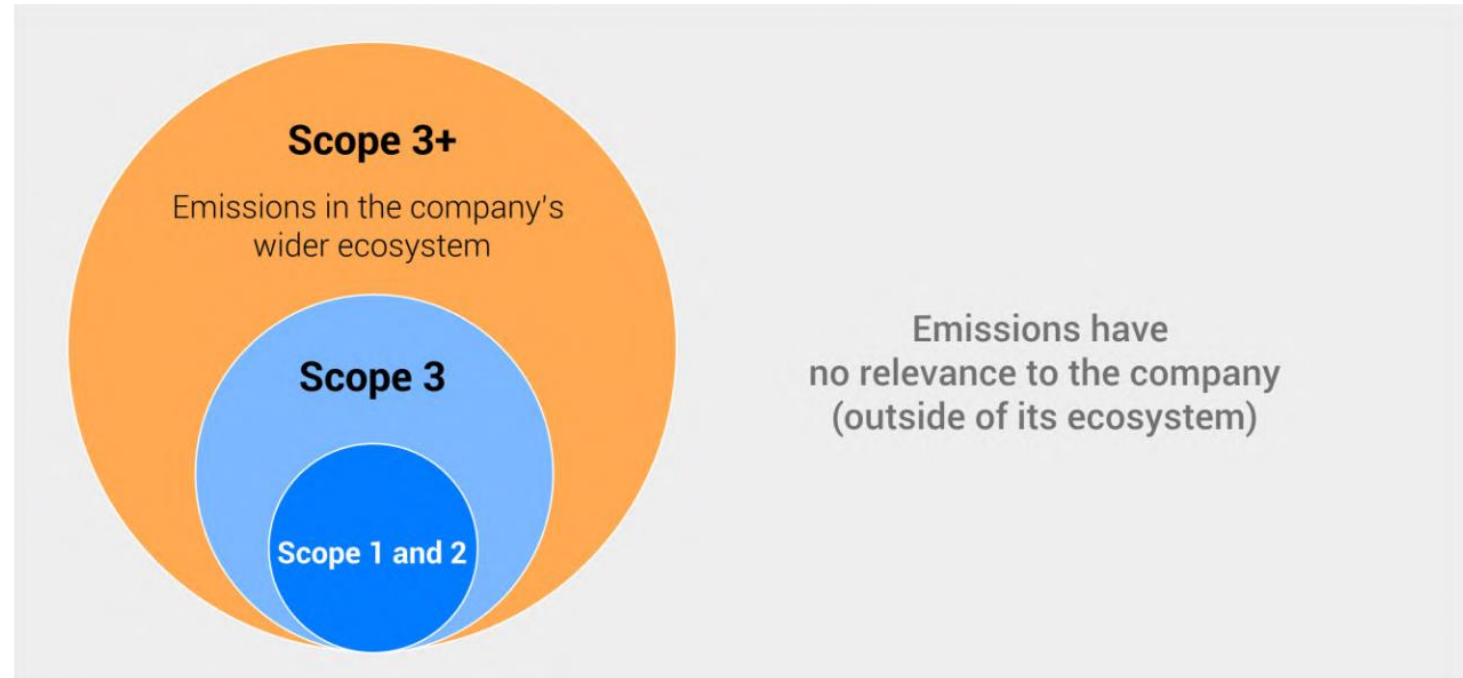 Scope 3+
Emissions in the company's
wider ecosystem
Scope 3
Scope 1 and 2
Emissions have
no relevance to the company
(outside of its ecosystem)